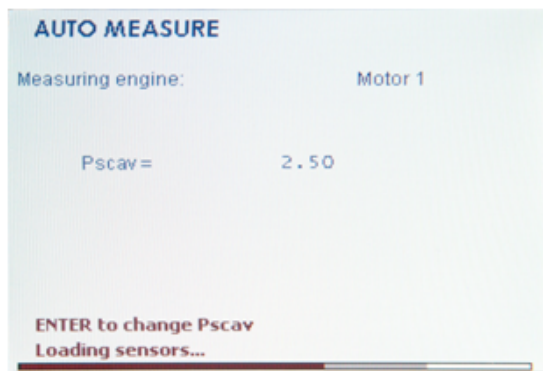 AUTO MEASURE
Measuring engine: Motor 1
Pscav= 2.50
ENTER to change Pscav
Loading sensors...